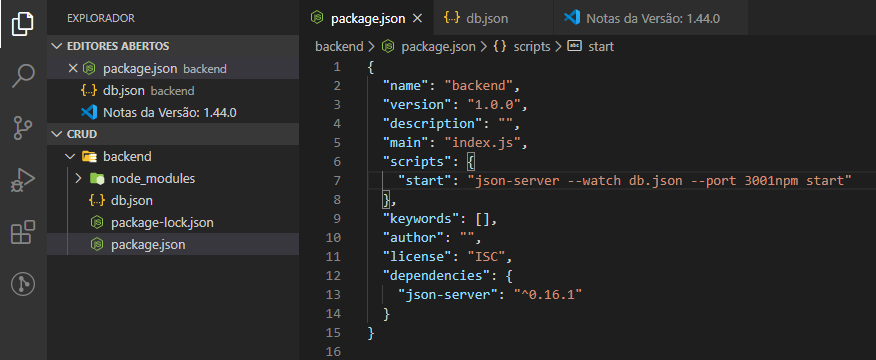 EXPLORADOR
EDITORES ABERTOS
package.json backend
db.json backend
Notas da Versão: 1.44.0
CRUD
backend
node_modules
db.json
package-lock.json
package.json
package.json
db.json
Notas da Versão: 1.44.0
backend > package.json > {} scripts > abc start
1 {
2 "name": "backend",
3 "version": "1.0.0",
4 "description": "",
5 "main": "index.js",
6 "scripts": {
7 "start": "json-server --watch db.json --port 3001npm start"
8 },
9 "keywords": [],
10 "author": "",
11 "license": "ISC",
12 "dependencies": {
13 "json-server": "^0.16.1"
14 }
15 }
16